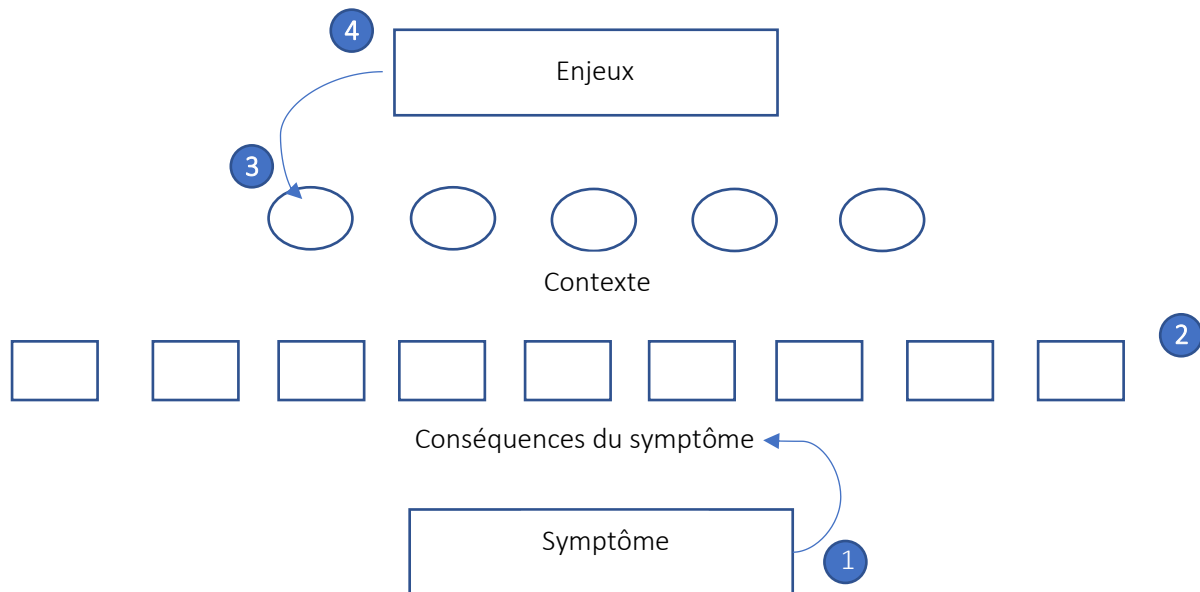 4
Enjeux
3
Contexte
2
Conséquences du symptôme
Symptôme
1